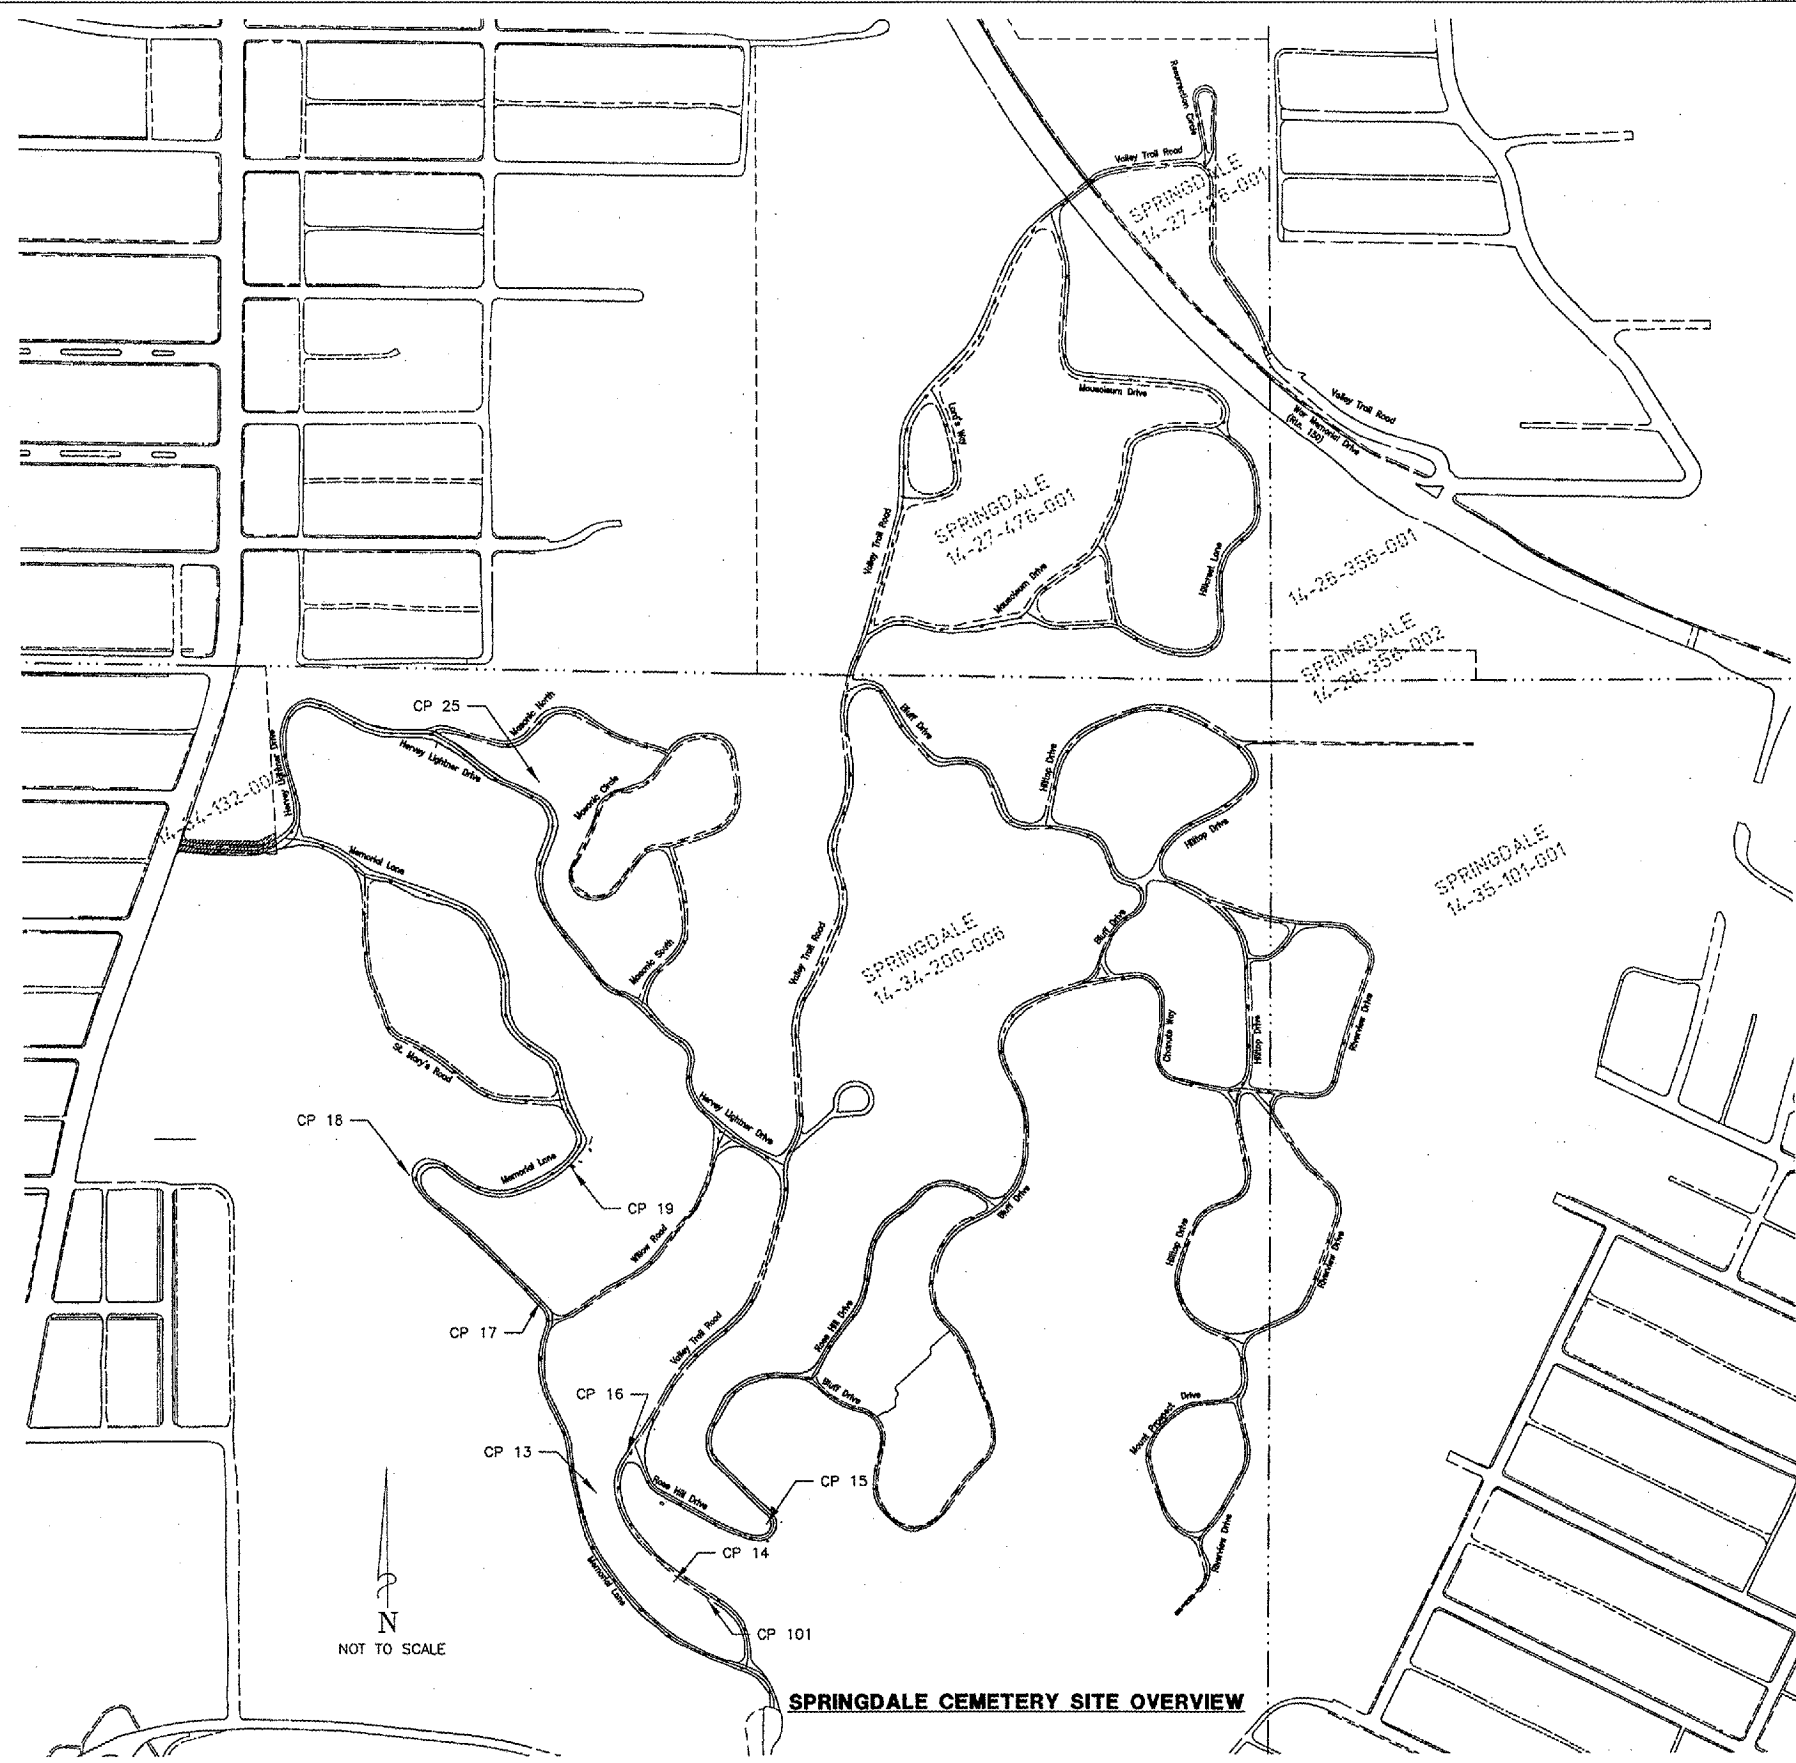 Resurrection Circle
Valley Trail Road
SPRINGDALE
14-27-476-001
Mausoleum Drive
Valley Trail Road
War Memorial Drive
(Rte. 150)
Lord's Way
SPRINGDALE
14-27-476-001
Valley Trail Road
Mausoleum Drive
Hillcrest Lane
14-26-356-001
SPRINGDALE
14-26-356-002
CP 25
Masonic North
Bluff Drive
Hervey Lightner Drive
Hervey Lightner Drive
Hilltop Drive
Masonic Circle
Hilltop Drive
Memorial Lane
SPRINGDALE
14-35-101-001
SPRINGDALE
14-34-200-006
Bluff Drive
Valley Trail Road
Masonic South
Riverview Drive
Chanute Way
Hilltop Drive
St. Mary's Road
Hervey Lightner Drive
CP 18
Memorial Lane
CP 19
Bluff Drive
Willow Road
Hilltop Drive
Riverview Drive
CP 17
Valley Trail Road
Rose Hill Drive
Bluff Drive
CP 16
Mount Prospect Drive
CP 13
Rose Hill Drive
CP 15
CP 14
Riverview Drive
Memorial Lane
CP 101
N
NOT TO SCALE
SPRINGDALE CEMETERY SITE OVERVIEW